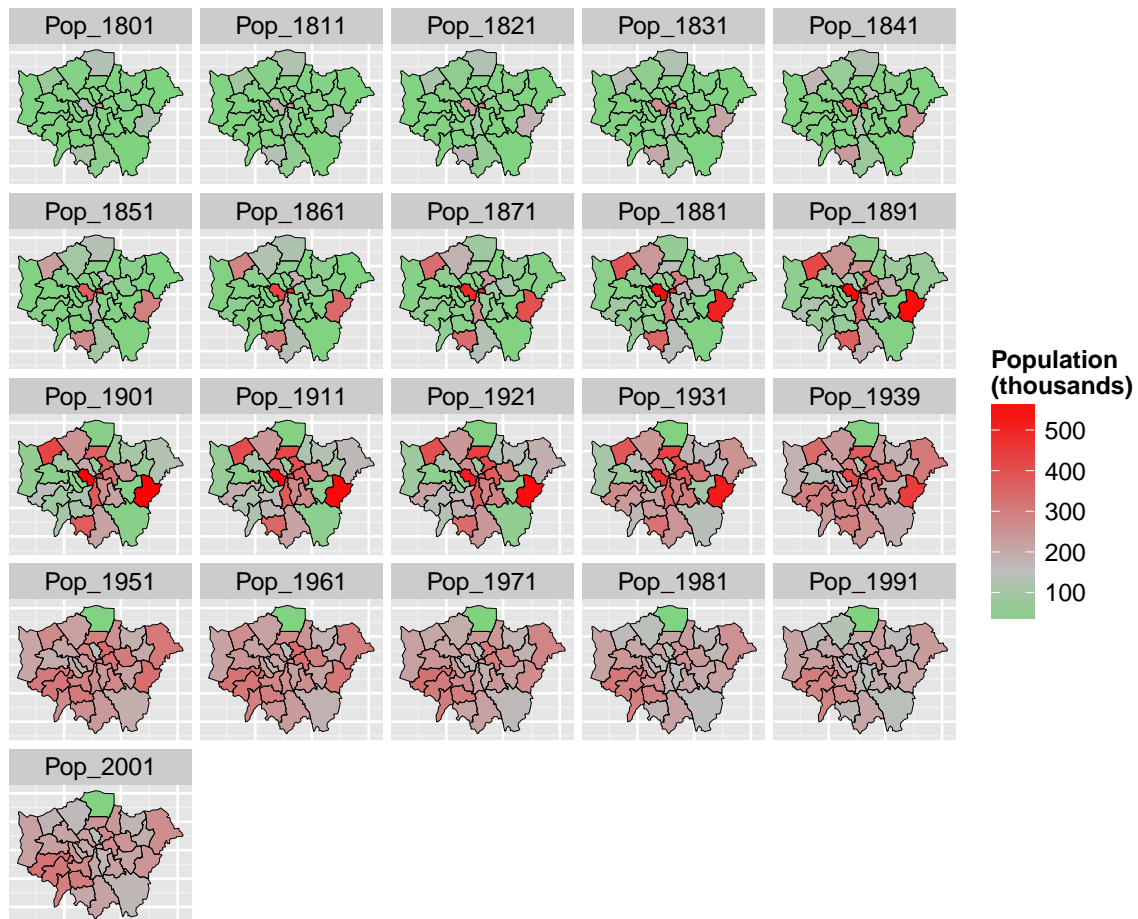 Pop_1801
Pop_1811
Pop_1821
Pop_1831
Pop_1841
Pop_1851
Pop_1861
Pop_1871
Pop_1881
Pop_1891
Pop_1901
Pop_1911
Pop_1921
Pop_1931
Pop_1939
Pop_1951
Pop_1961
Pop_1971
Pop_1981
Pop_1991
Pop_2001
Population
(thousands)
500
400
300
200
100